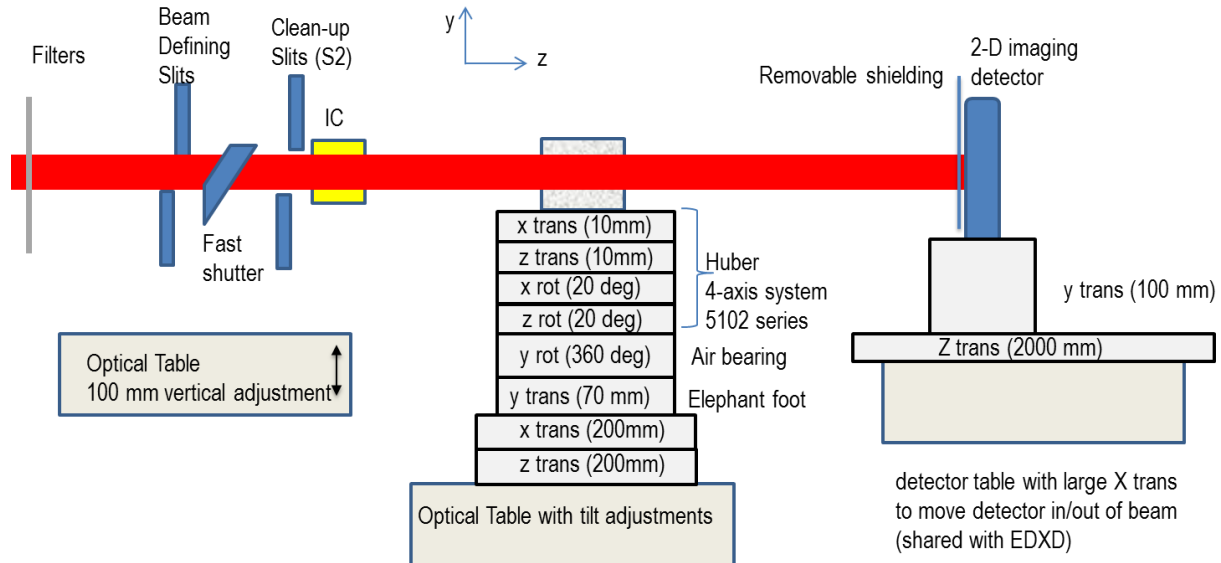 Filters
Beam
Defining
Slits
Clean-up
Slits (S2)
IC
Fast
shutter
y
z
Removable shielding
2-D imaging
detector
x trans (10mm)
z trans (10mm)
x rot (20 deg)
z rot (20 deg)
y rot (360 deg)
y trans (70 mm)
x trans (200mm)
z trans (200mm)
Huber
4-axis system
5102 series
Air bearing
Elephant foot
Optical Table
100 mm vertical adjustment
Optical Table with tilt adjustments
y trans (100 mm)
Z trans (2000 mm)
detector table with large X trans
to move detector in/out of beam
(shared with EDXD)